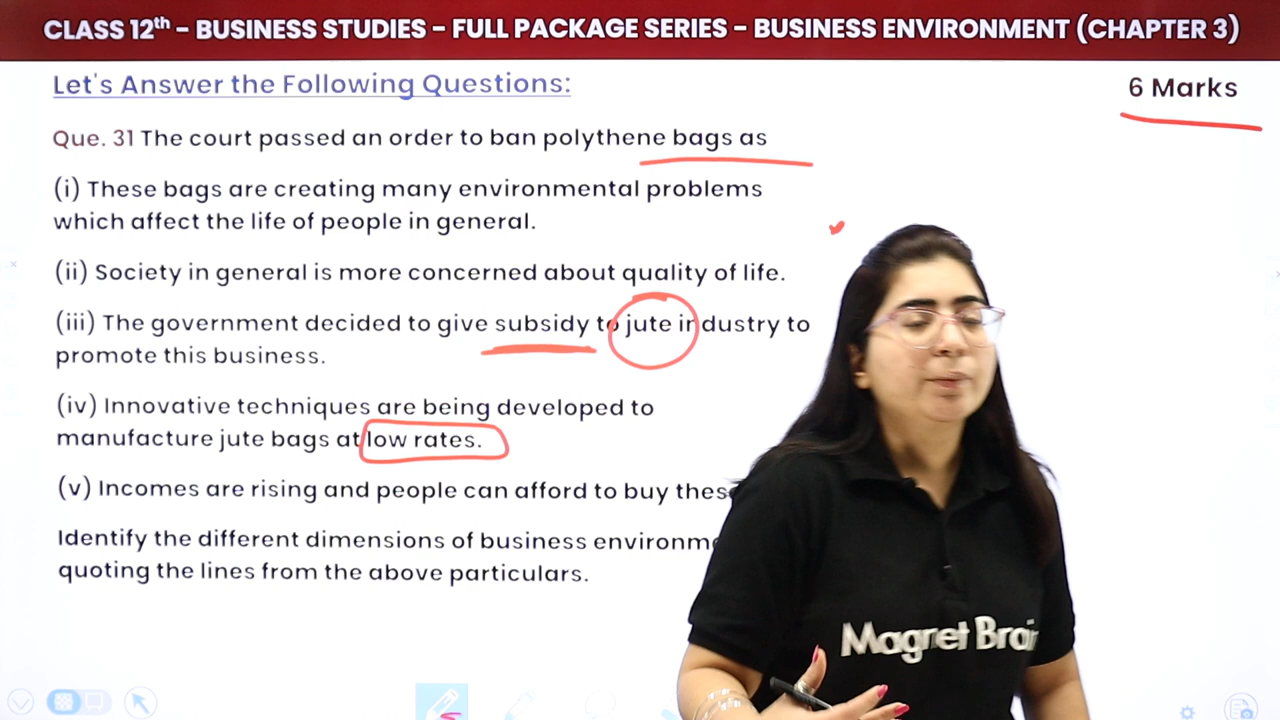 CLASS 12th – BUSINESS STUDIES – FULL PACKAGE SERIES – BUSINESS ENVIRONMENT (CHAPTER 3)
Let's Answer the Following Questions:
6 Marks
Que. 31 The court passed an order to ban polythene bags as
(i) These bags are creating many environmental problems
which affect the life of people in general.
(ii) Society in general is more concerned about quality of life.
(iii) The government decided to give subsidy to jute industry to
promote this business.
(iv) Innovative techniques are being developed to
manufacture jute bags at low rates.
(v) Incomes are rising and people can afford to buy
Identify the different dimensions of business
quoting the lines from the above particulars.
Magnet